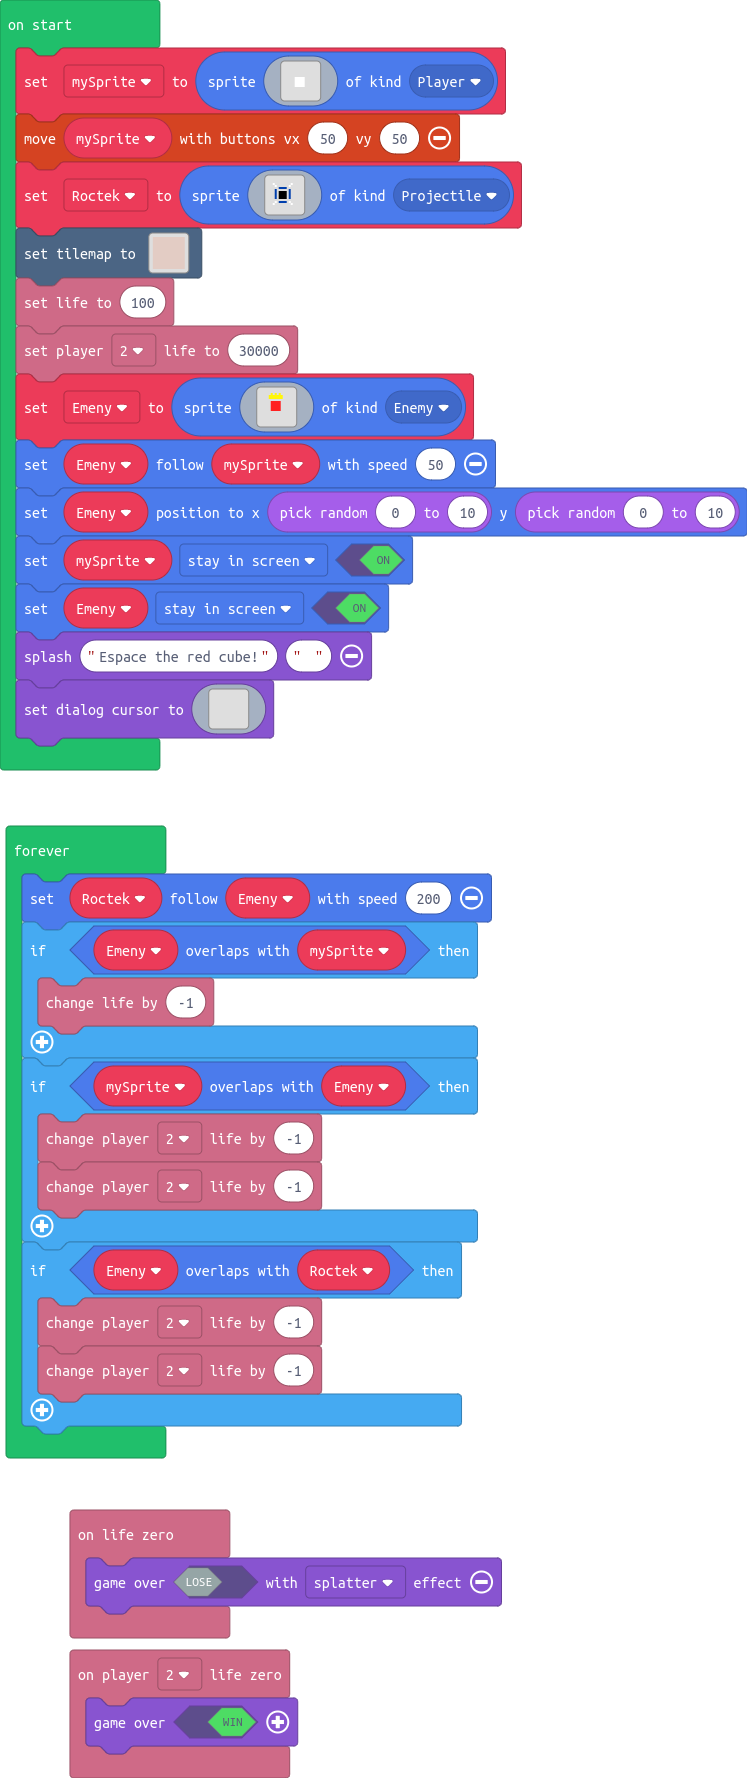 on start
set mySprite to sprite of kind Player
move mySprite with buttons vx 50 vy 50
set Roctek to sprite of kind Projectile
set tilemap to
set life to 100
set player 2 life to 30000
set Emeny to sprite of kind Enemy
set Emeny follow mySprite with speed 50
set Emeny position to x pick random 0 to 10 y pick random 0 to 10
set mySprite stay in screen ON
set Emeny stay in screen ON
splash "Espace the red cube!" " "
set dialog cursor to
forever
set Roctek follow Emeny with speed 200
if Emeny overlaps with mySprite then
change life by -1
if mySprite overlaps with Emeny then
change player 2 life by -1
change player 2 life by -1
if Emeny overlaps with Roctek then
change player 2 life by -1
change player 2 life by -1
on life zero
game over LOSE with splatter effect
on player 2 life zero
game over WIN